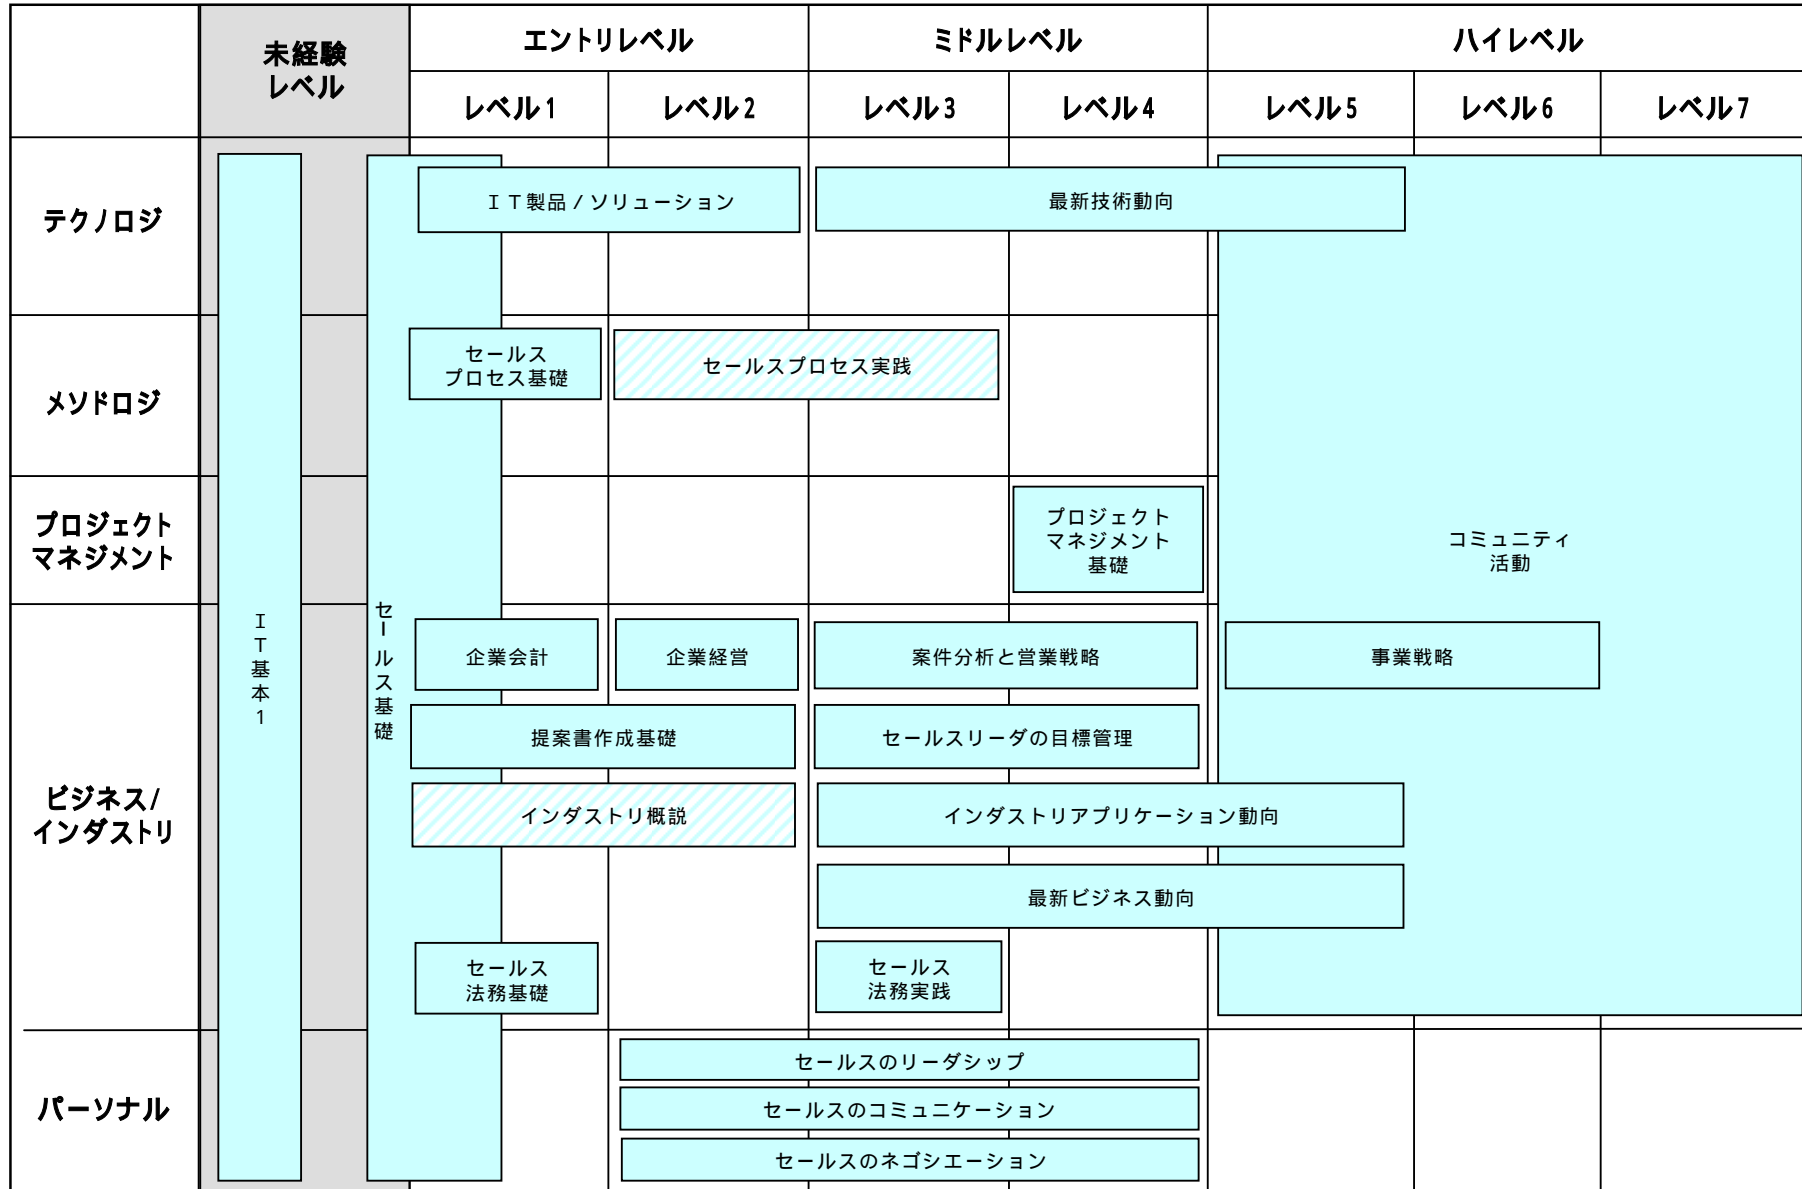 未経験
レベル
エントリレベル
ミドルレベル
ハイレベル
レベル1
レベル2
レベル3
レベル4
レベル5
レベル6
レベル7
テクノロジ
ＩＴ製品／ソリューション
最新技術動向
メソドロジ
セールス
プロセス基礎
セールスプロセス実践
プロジェクト
マネジメント
プロジェクト
マネジメント
基礎
コミュニティ
活動
ＩＴ基本１
セールス基礎
ビジネス/
インダストリ
企業会計
企業経営
案件分析と営業戦略
事業戦略
提案書作成基礎
セールスリーダの目標管理
インダストリ概説
インダストリアプリケーション動向
最新ビジネス動向
セールス
法務基礎
セールス
法務実践
パーソナル
セールスのリーダシップ
セールスのコミュニケーション
セールスのネゴシエーション